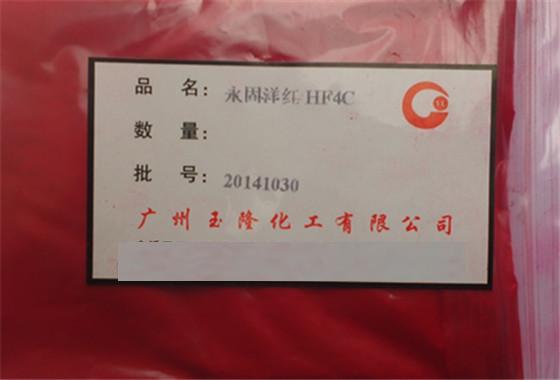 品 名： 永固洋红 HF4C
数 量：
批 号： 20141030
广州玉隆化工有限公司